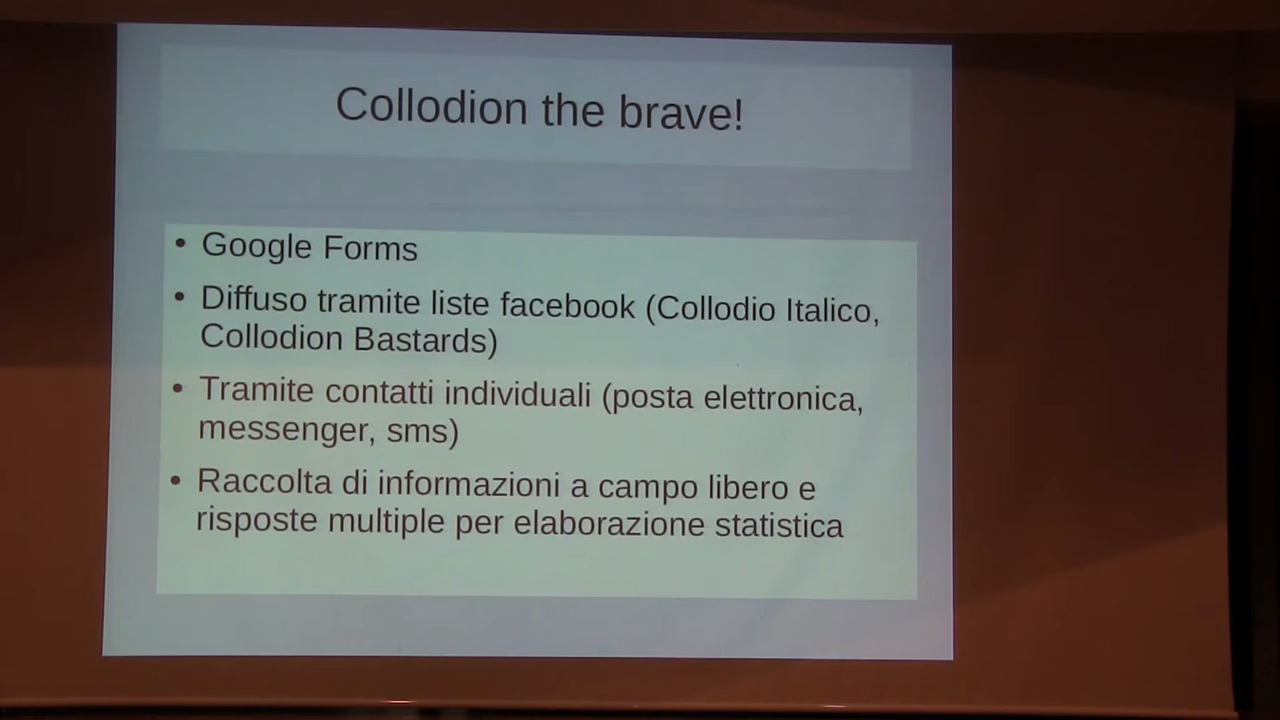 Collodion the brave!
• Google Forms
• Diffuso tramite liste facebook (Collodio Italico,
Collodion Bastards)
• Tramite contatti individuali (posta elettronica,
messenger, sms)
• Raccolta di informazioni a campo libero e
risposte multiple per elaborazione statistica